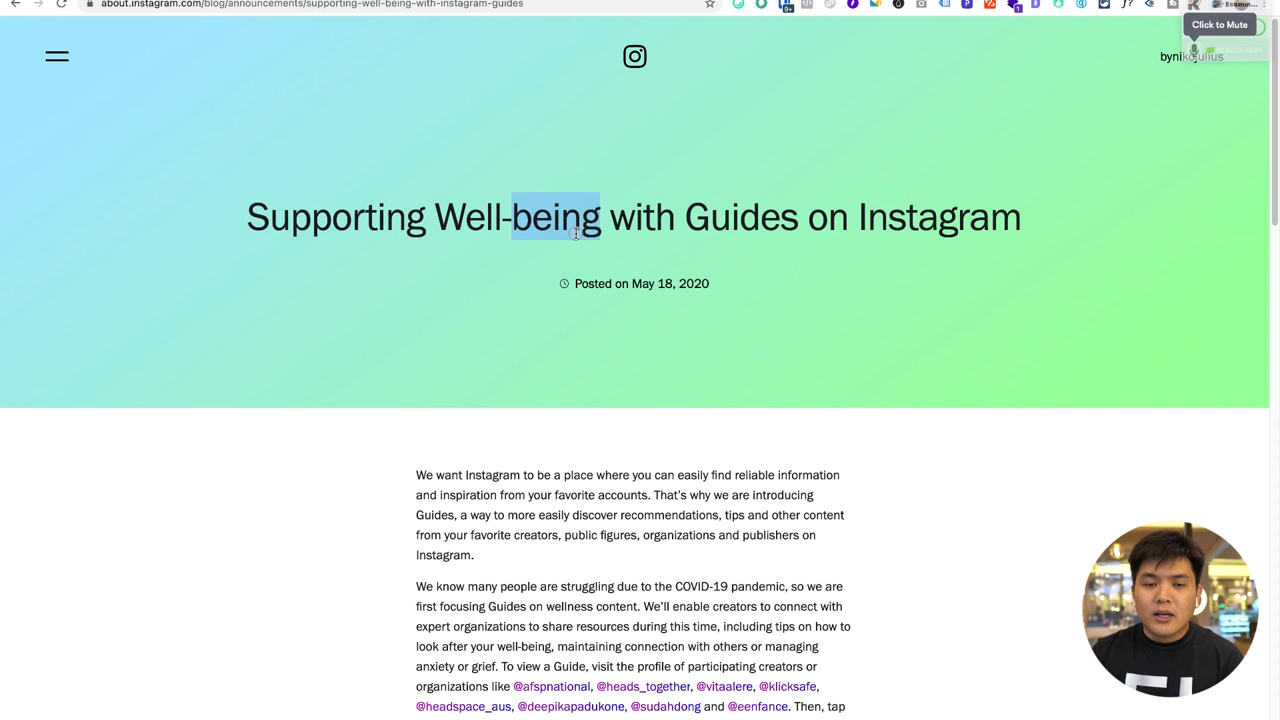 about.instagram.com/blog/announcements/supporting-well-being-with-instagram-guides
Click to Mute
bynikojulius
Supporting Well-being with Guides on Instagram
Posted on May 18, 2020
We want Instagram to be a place where you can easily find reliable information
and inspiration from your favorite accounts. That's why we are introducing
Guides, a way to more easily discover recommendations, tips and other content
from your favorite creators, public figures, organizations and publishers on
Instagram.
We know many people are struggling due to the COVID-19 pandemic, so we are
first focusing Guides on wellness content. We'll enable creators to connect with
expert organizations to share resources during this time, including tips on how to
look after your well-being, maintaining connection with others or managing
anxiety or grief. To view a Guide, visit the profile of participating creators or
organizations like @afspnational, @heads_together, @vitaalere, @klicksafe,
@headspace_aus, @deepikapadukone, @sudahdong and @eenfance. Then, tap